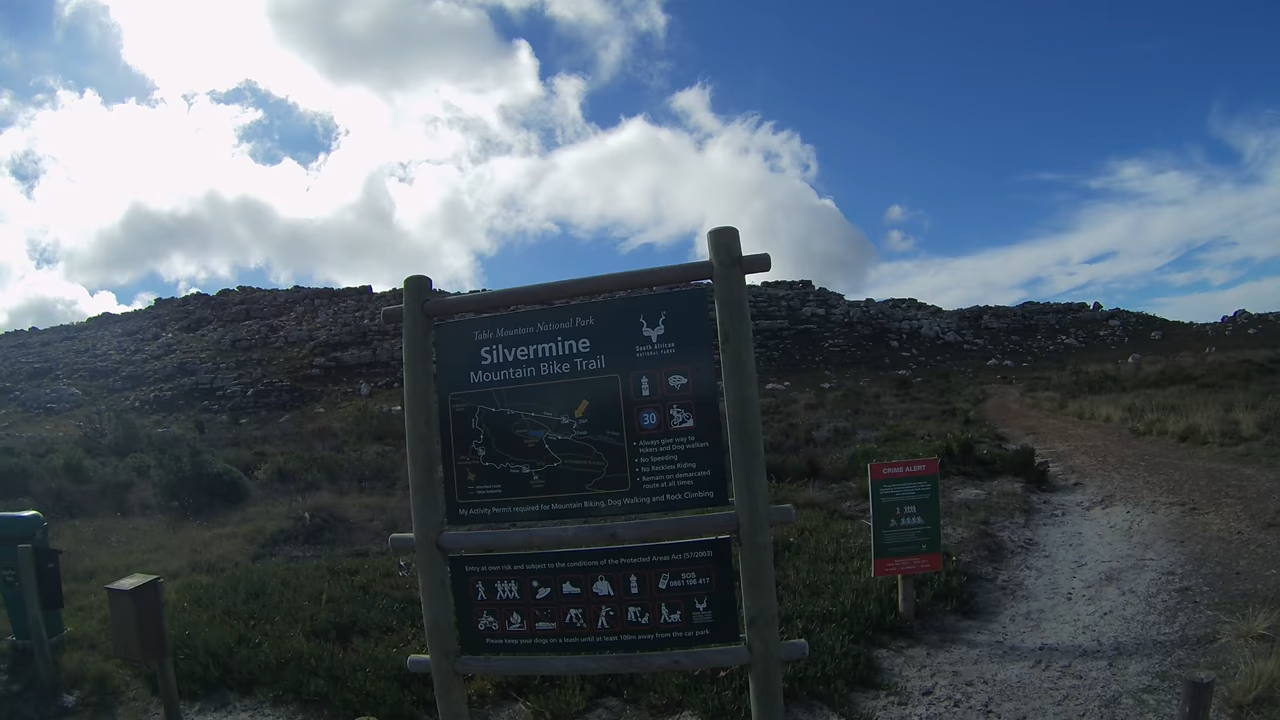 Table Mountain National Park
Silvermine
Mountain Bike Trail
South African
NATIONAL PARKS
30
• Always give way to
Hikers and Dog walkers
• No Speeding
• No Reckless Riding
• Remain on demarcated
route at all times
My Activity Permit required for Mountain Biking, Dog Walking and Rock Climbing
Entry at own risk and subject to the conditions of the Protected Areas Act (57/2003)
SOS
0861 106 417
Please keep your dogs on a leash until at least 100m away from the car park
CRIME ALERT